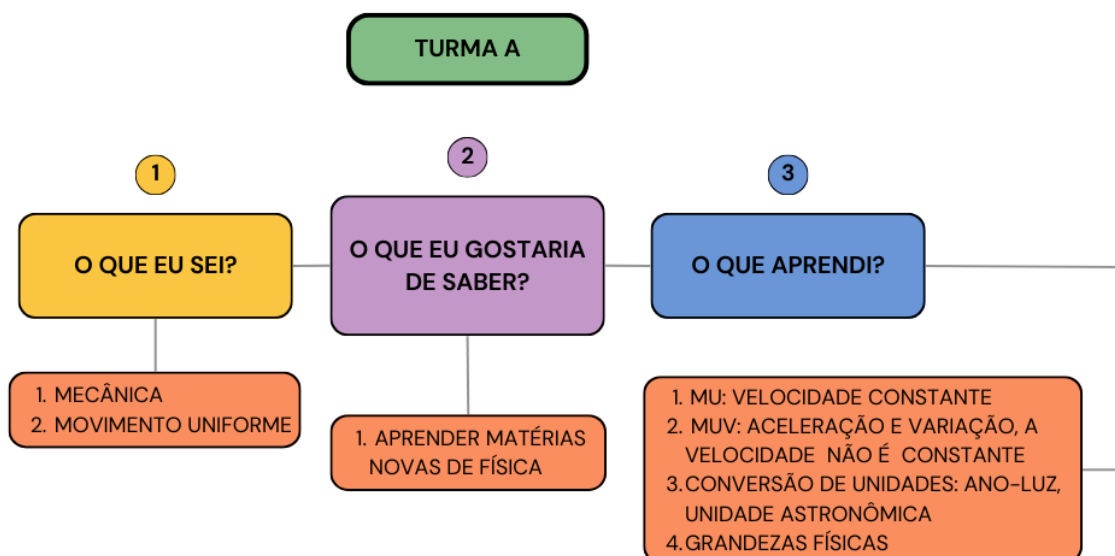 TURMA A
1
O QUE EU SEI?
1. MECÂNICA
2. MOVIMENTO UNIFORME
2
O QUE EU GOSTARIA
DE SABER?
1. APRENDER MATÉRIAS
NOVAS DE FÍSICA
3
O QUE APRENDI?
1. MU: VELOCIDADE CONSTANTE
2. MUV: ACELERAÇÃO E VARIAÇÃO, A
VELOCIDADE NÃO É CONSTANTE
3. CONVERSÃO DE UNIDADES: ANO-LUZ,
UNIDADE ASTRONÔMICA
4. GRANDEZAS FÍSICAS